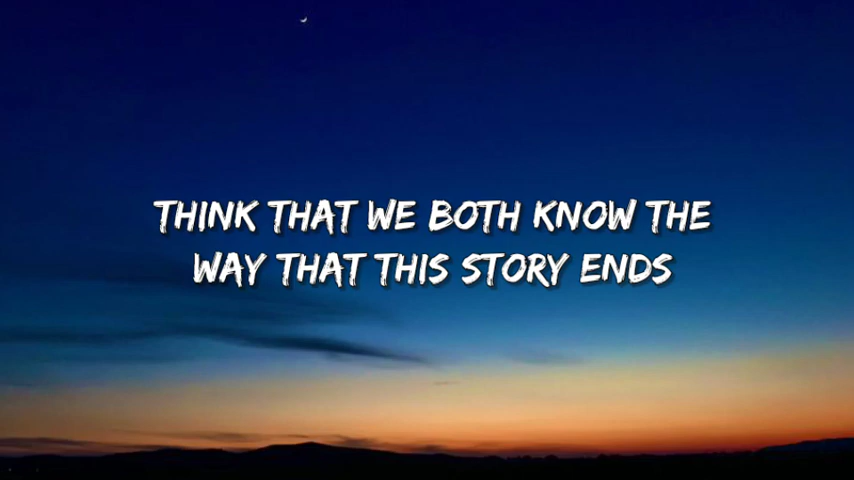 THINK THAT WE BOTH KNOW THE
WAY THAT THIS STORY ENDS